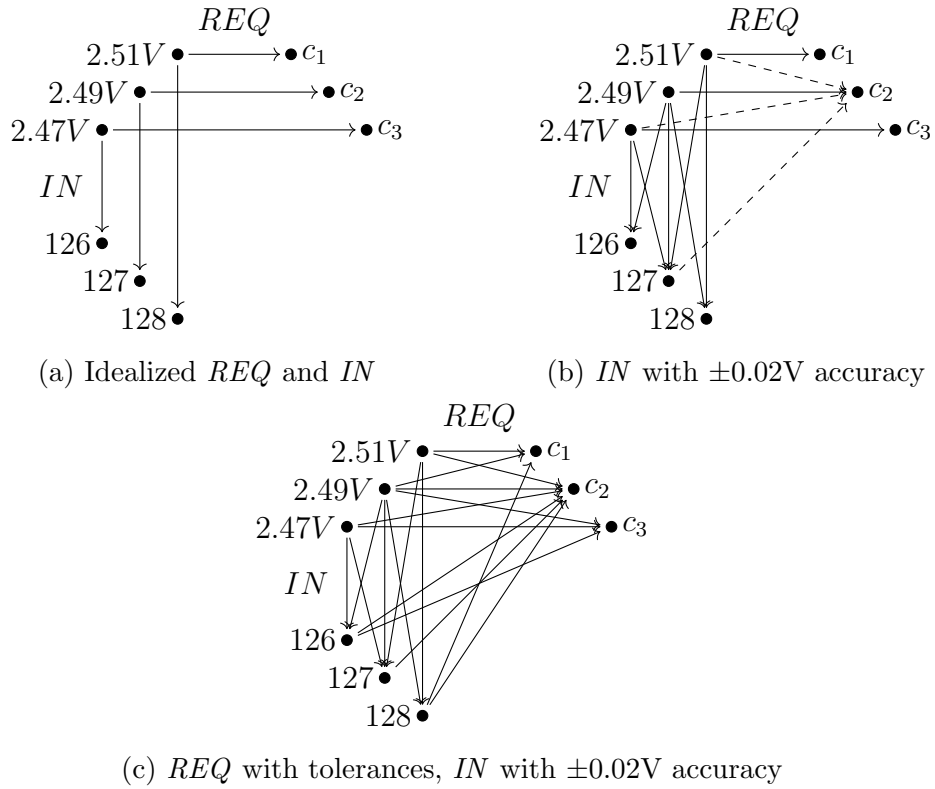 REQ
2.51V c₁
2.49V c₂
2.47V c₃
IN
126
127
128
(a) Idealized REQ and IN
REQ
2.51V c₁
2.49V c₂
2.47V c₃
IN
126
127
128
(b) IN with ±0.02V accuracy
REQ
2.51V c₁
2.49V c₂
2.47V c₃
IN
126
127
128
(c) REQ with tolerances, IN with ±0.02V accuracy